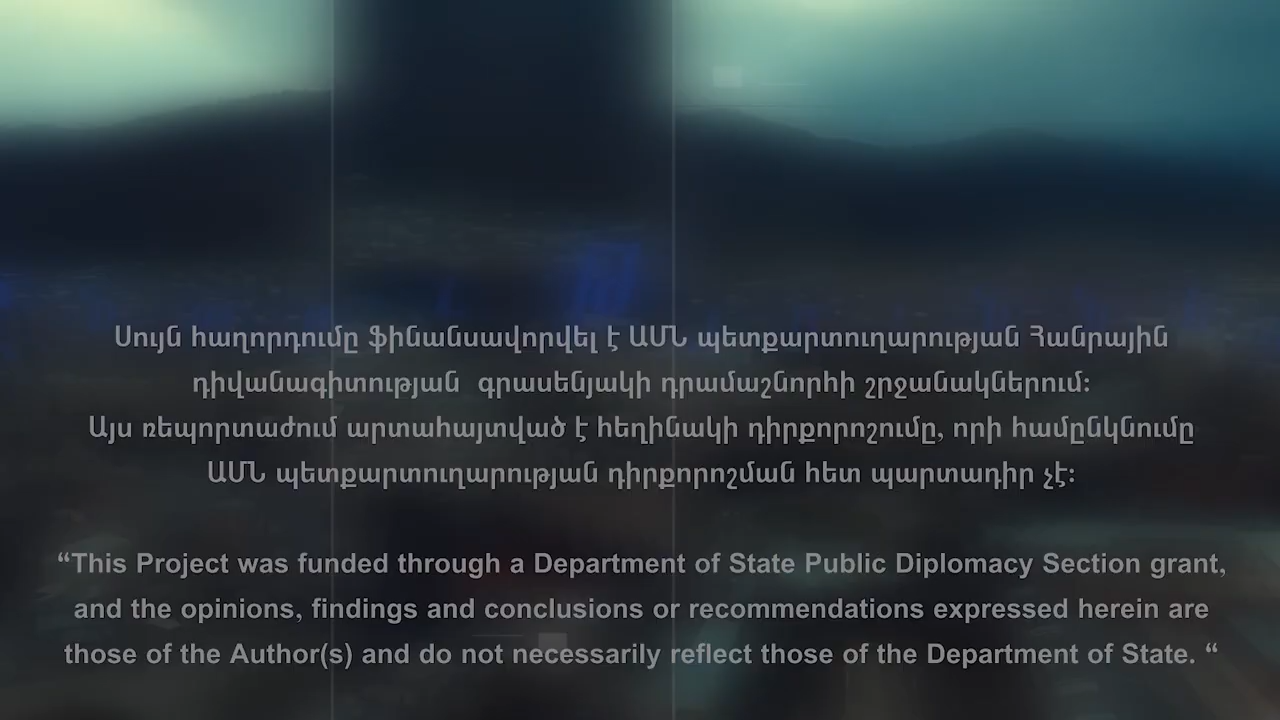 Սույն հաղորդումը ֆինանսավորվել է ԱՄՆ պետքարտուղարության Հանրային
դիվանագիտության գրասենյակի դրամաշնորհի շրջանակներում:
Այս ռեպորտաժում արտահայտված է հեղինակի դիրքորոշումը, որի համընկնումը
ԱՄՆ պետքարտուղարության դիրքորոշման հետ պարտադիր չէ:
“This Project was funded through a Department of State Public Diplomacy Section grant,
and the opinions, findings and conclusions or recommendations expressed herein are
those of the Author(s) and do not necessarily reflect those of the Department of State. “